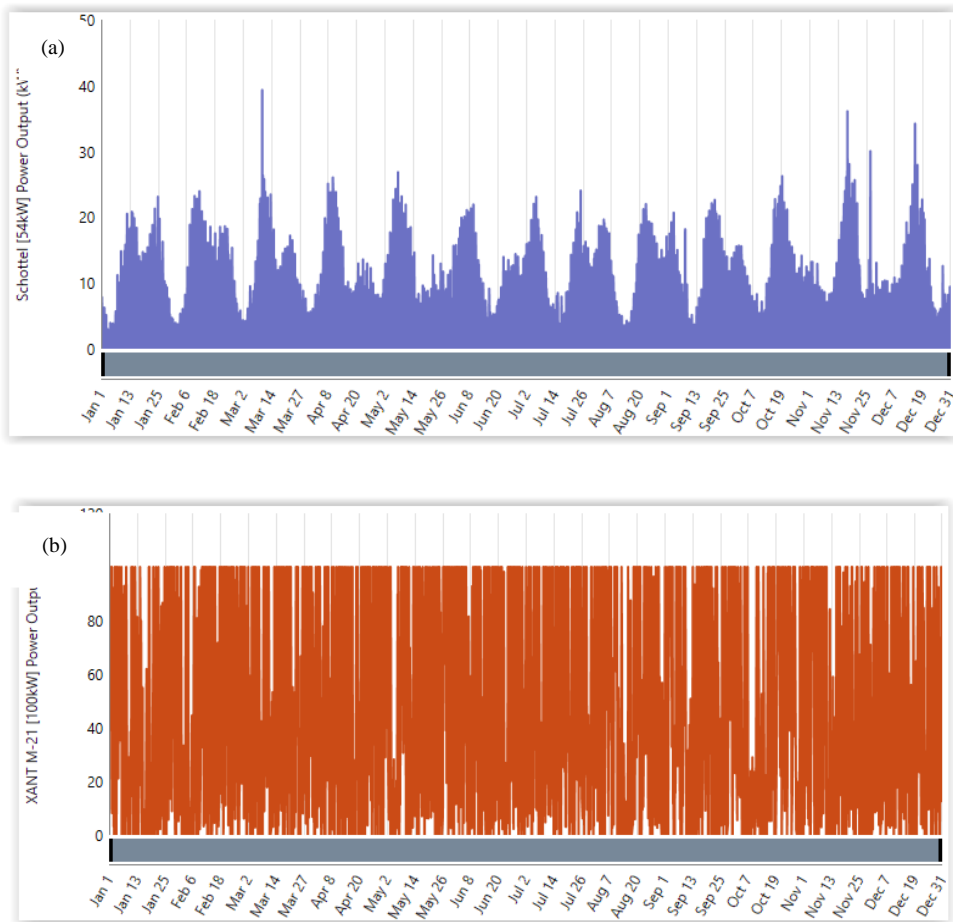 (a)
Schottel [54kW] Power Output
50
40
30
20
10
0
Jan 1
Jan 13
Jan 25
Feb 6
Feb 18
Mar 2
Mar 14
Mar 27
Apr 8
Apr 20
May 2
May 14
May 26
Jun 8
Jun 20
Jul 2
Jul 14
Jul 26
Aug 7
Aug 20
Sep 1
Sep 13
Sep 25
Oct 7
Oct 19
Nov 1
Nov 13
Nov 25
Dec 7
Dec 19
Dec 31
(b)
XANT M-21 [100kW] Power
120
80
60
40
20
0
Jan 1
Jan 13
Jan 25
Feb 6
Feb 18
Mar 2
Mar 14
Mar 27
Apr 8
Apr 20
May 2
May 14
May 26
Jun 8
Jun 20
Jul 2
Jul 14
Jul 26
Aug 7
Aug 20
Sep 1
Sep 13
Sep 25
Oct 7
Oct 19
Nov 1
Nov 13
Nov 25
Dec 7
Dec 19
Dec 31